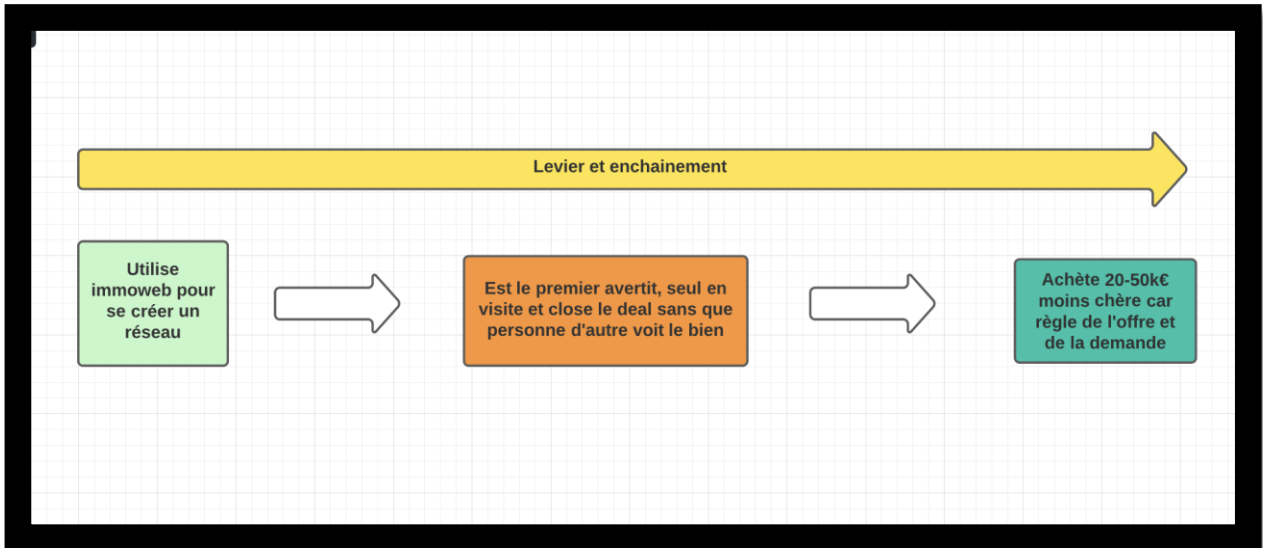 Levier et enchainement
Utilise
immoweb pour
se créer un
réseau
Est le premier avertit, seul en
visite et close le deal sans que
personne d'autre voit le bien
Achète 20-50k€
moins chère car
règle de l'offre et
de la demande